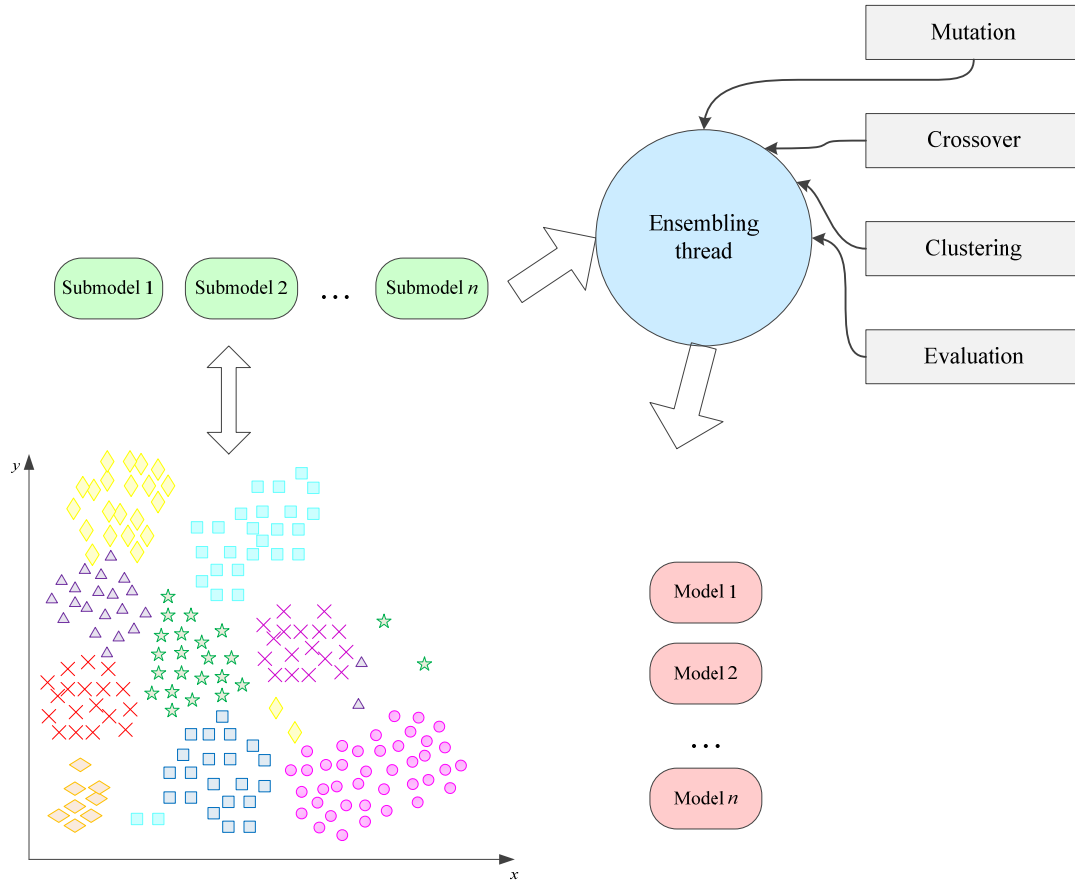 Mutation
Crossover
Ensembling
thread
Clustering
Submodel 1
Submodel 2
...
Submodel n
Evaluation
y
Model 1
Model 2
...
Model n
x